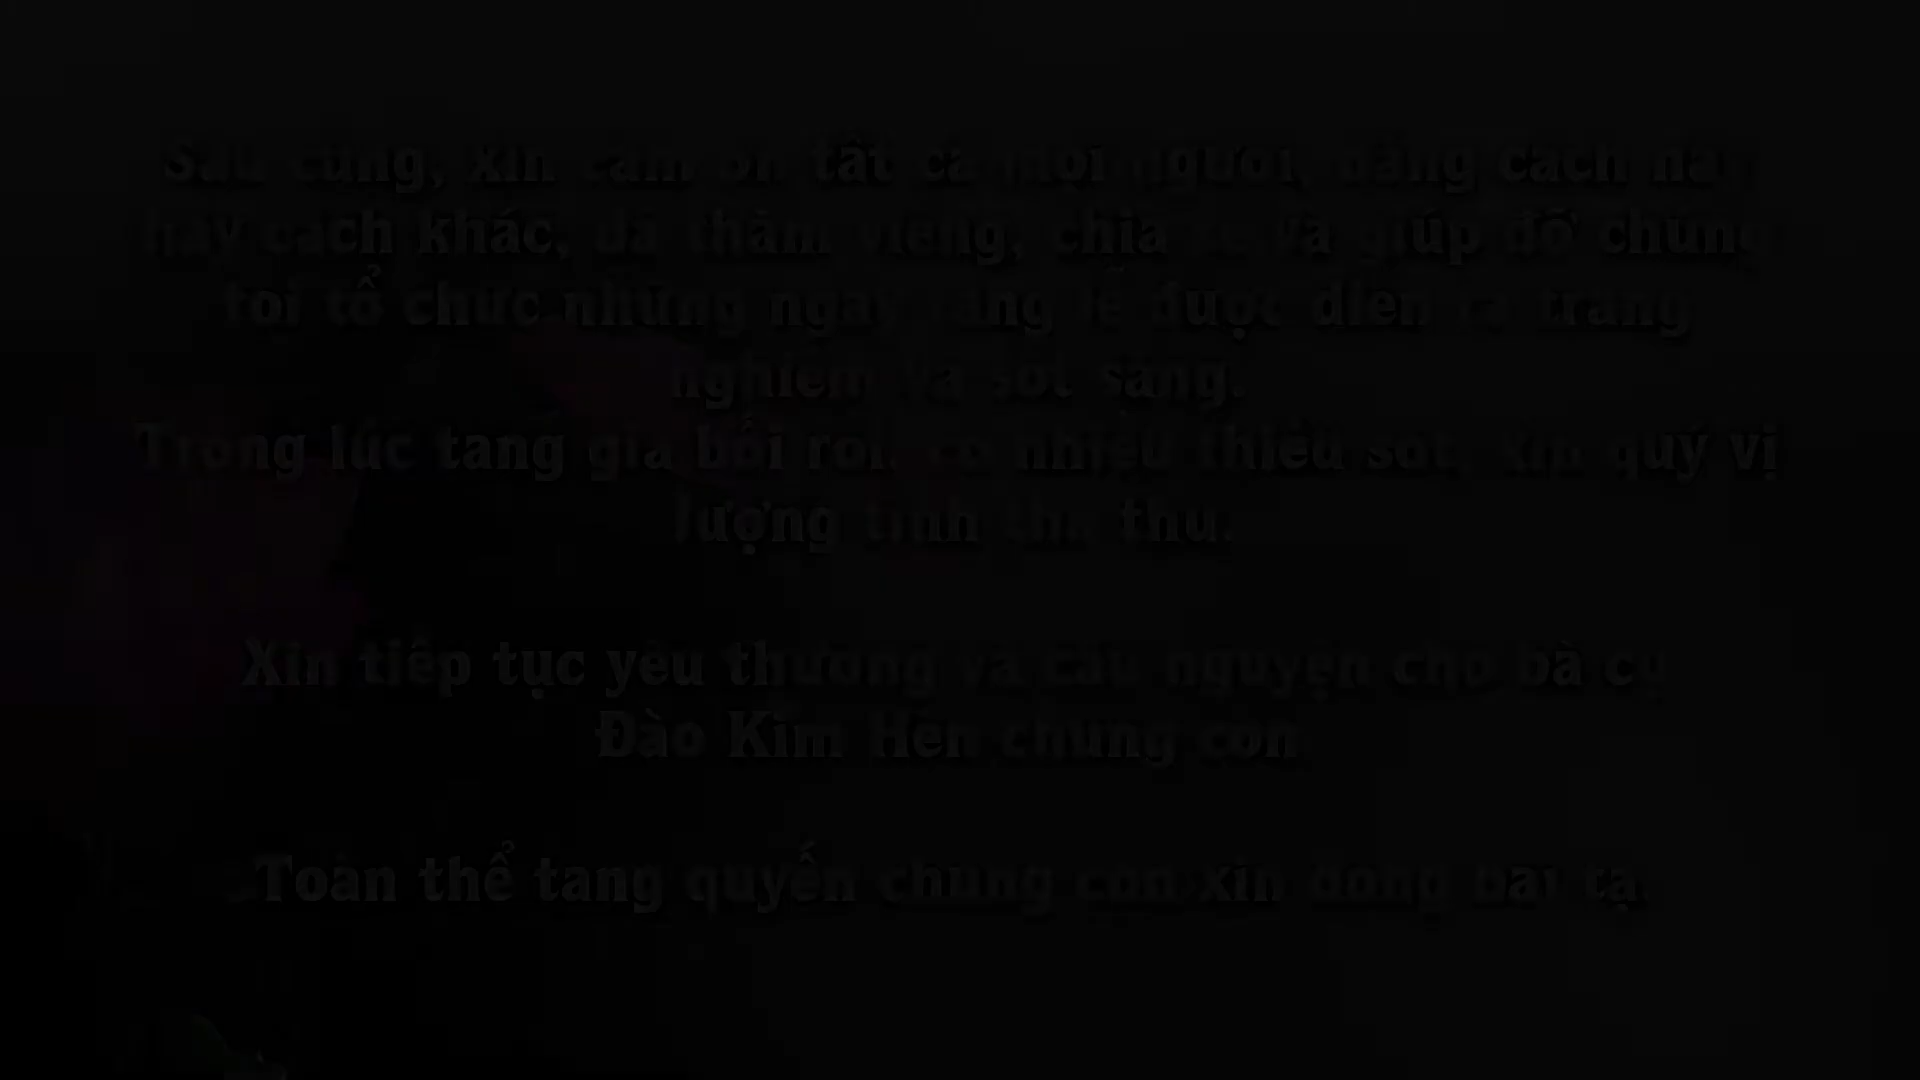 Sau cùng, xin cảm ơn tất cả mọi người, bằng cách này
hay cách khác, đã thăm viếng, chia sẻ và giúp đỡ chúng
tôi tổ chức những ngày tang lễ được diễn ra trang
nghiêm và sốt sắng.
Trong lúc tang gia bối rối, có nhiều thiếu sót, xin quý vị
lượng tình tha thứ.
Xin tiếp tục yêu thương và cầu nguyện cho bà cụ
Đào Kim chúng con
Toàn thể tang quyến chúng con xin đồng bái tạ